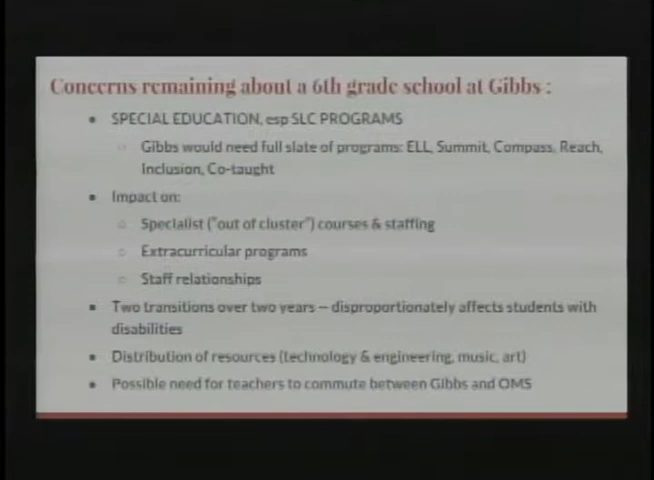 Concerns remaining about a 6th grade school at Gibbs :
SPECIAL EDUCATION, esp SLC PROGRAMS
Gibbs would need full slate of programs: ELL, Summit, Compass, Reach,
Inclusion, Co-taught
Impact on:
Specialist ("out of cluster") courses & staffing
Extracurricular programs
Staff relationships
Two transitions over two years — disproportionately affects students with
disabilities
Distribution of resources (technology & engineering, music, art)
Possible need for teachers to commute between Gibbs and OMS